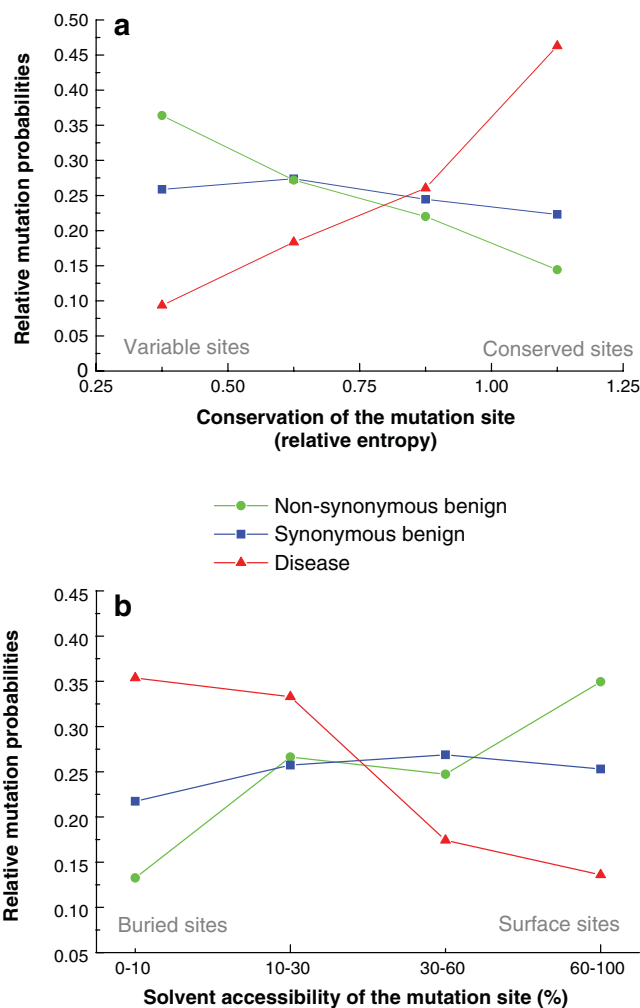 a
0.50
0.45
0.40
0.35
0.30
0.25
0.20
0.15
0.10
0.05
0
Relative mutation probabilities
Variable sites
Conserved sites
0.25 0.50 0.75 1.00 1.25
Conservation of the mutation site
(relative entropy)
Non-synonymous benign
Synonymous benign
Disease
b
0.45
0.40
0.35
0.30
0.25
0.20
0.15
0.10
0.05
Relative mutation probabilities
Buried sites
Surface sites
0-10 10-30 30-60 60-100
Solvent accessibility of the mutation site (%)